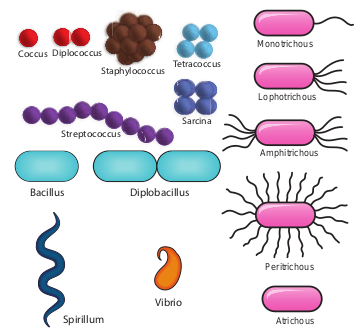 Coccus
Diplococcus
Staphylococcus
Tetracoccus
Sarcina
Streptococcus
Bacillus
Diplobacillus
Spirillum
Vibrio
Monotrichous
Lophotrichous
Amphitrichous
Peritrichous
Atrichous